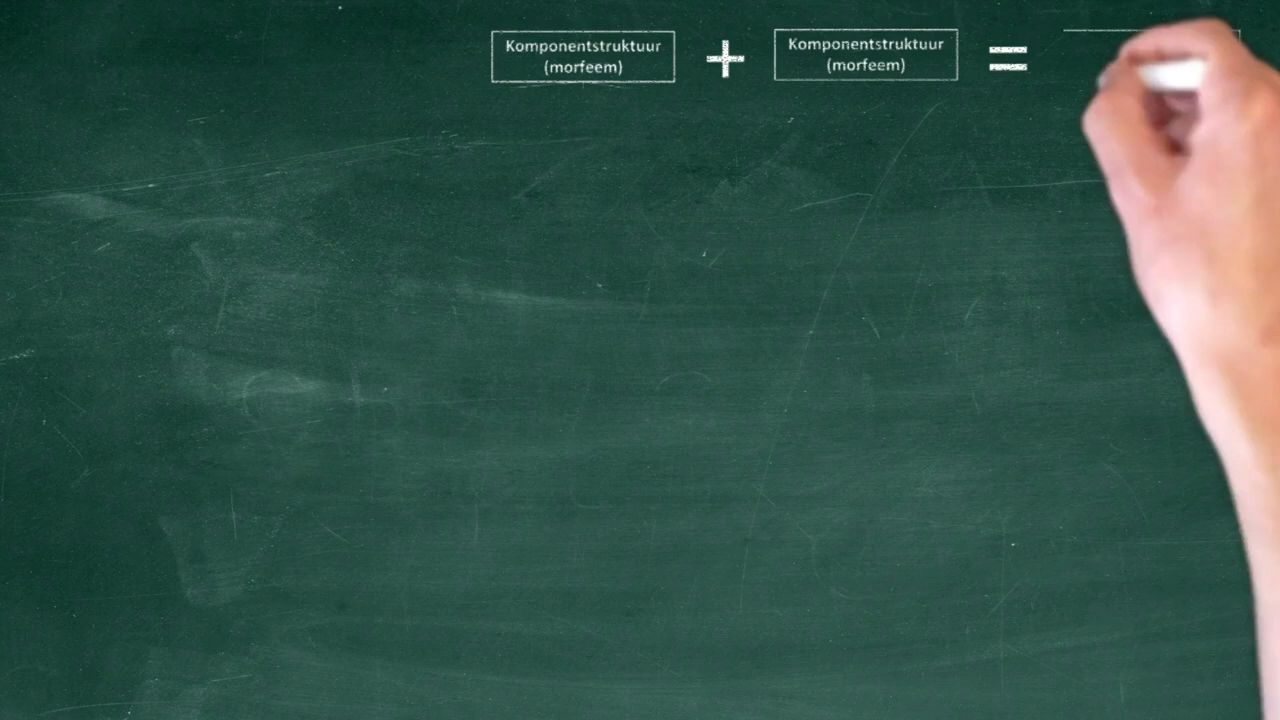 Komponentstruktuur
(morfeem)
+
Komponentstruktuur
(morfeem)
=